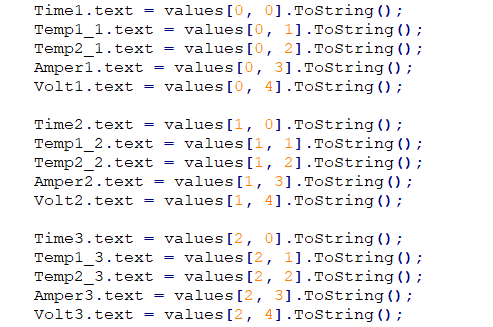 Time1.text = values[0, 0].ToString();
Temp1_1.text = values[0, 1].ToString();
Temp2_1.text = values[0, 2].ToString();
Amper1.text = values[0, 3].ToString();
Volt1.text = values[0, 4].ToString();
Time2.text = values[1, 0].ToString();
Temp1_2.text = values[1, 1].ToString();
Temp2_2.text = values[1, 2].ToString();
Amper2.text = values[1, 3].ToString();
Volt2.text = values[1, 4].ToString();
Time3.text = values[2, 0].ToString();
Temp1_3.text = values[2, 1].ToString();
Temp2_3.text = values[2, 2].ToString();
Amper3.text = values[2, 3].ToString();
Volt3.text = values[2, 4].ToString();